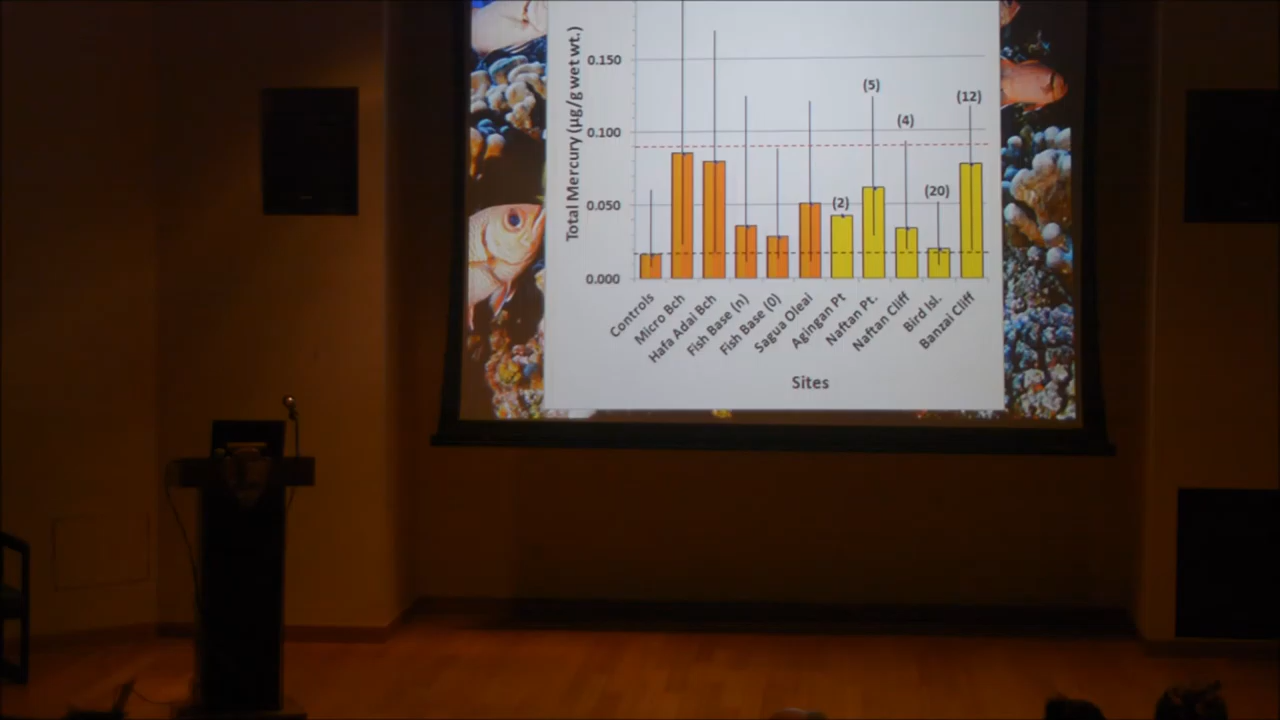 Total Mercury (µg/g wet wt.)
0.150
0.100
0.050
0.000
(5)
(4)
(12)
(2)
(20)
Controls
Micro Bch
Hafa Adai Bch
Fish Base (n)
Fish Base (0)
Sagua Oleai
Agingan Pt
Naftan Pt.
Naftan Cliff
Bird Isl.
Banzai Cliff
Sites